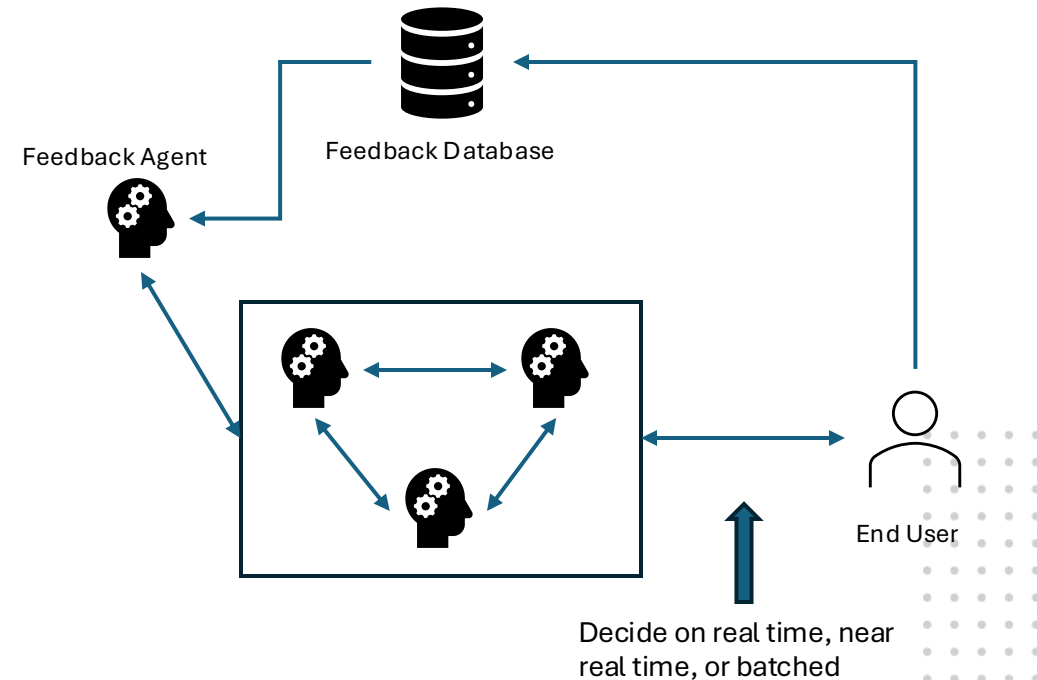 Feedback Database
Feedback Agent
End User
Decide on real time, near
real time, or batched